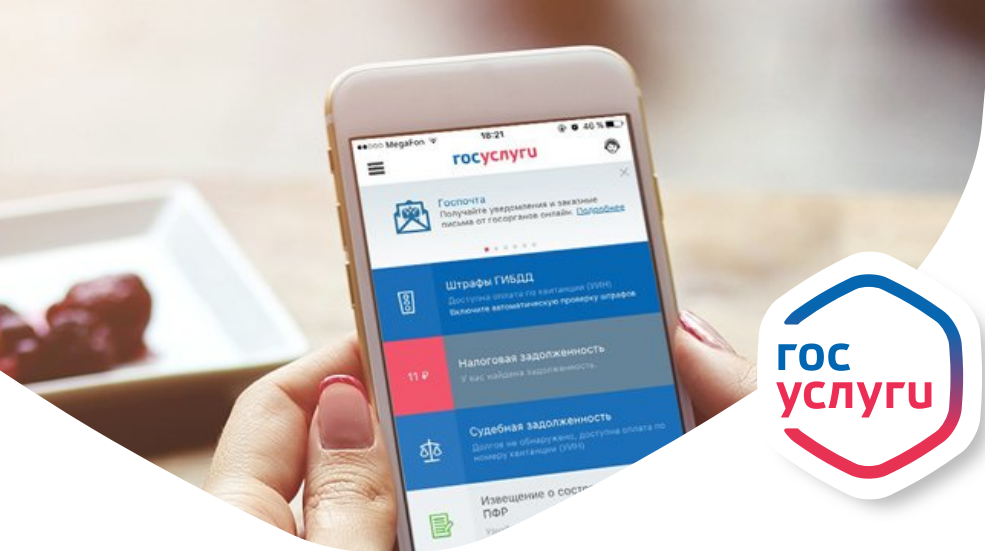 MegaFon
18:21
46 %
госуслуги
Госпочта
Получайте уведомления и заказные
письма от госорганов онлайн. Подробнее
Штрафы ГИБДД
Доступна оплата по квитанции (УИН)
Включите автоматическую проверку штрафов
11 ₽
Налоговая задолженность
У вас найдена задолженность.
Судебная задолженность
Долгов не обнаружено, доступна оплата по
номеру квитанции (УИН)
Извещение о сост
ПФР
гос
услуги